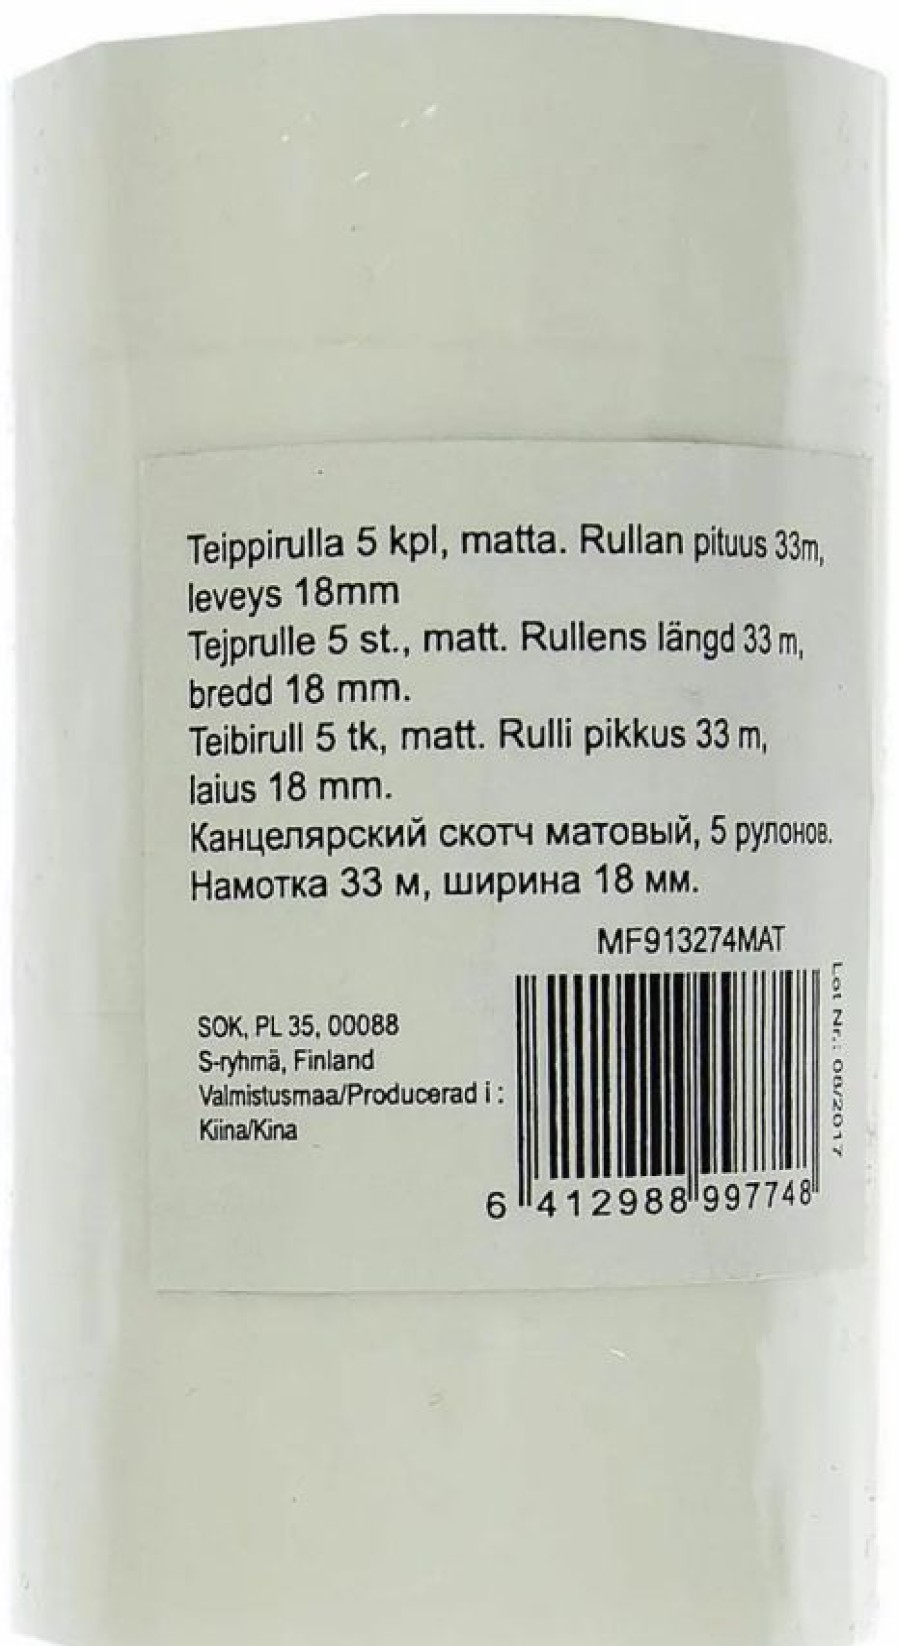 Teippirulla 5 kpl, matta. Rullan pituus 33m,
leveys 18mm
Tejprulle 5 st., matt. Rullens längd 33 m,
bredd 18 mm.
Teibirull 5 tk, matt. Rulli pikkus 33 m,
laius 18 mm.
Канцелярский скотч матовый, 5 рулонов.
Намотка 33 м, ширина 18 мм.
MF913274MAT
SOK, PL 35, 00088
S-ryhmä, Finland
Valmistusmaa/Producerad i :
Kiina/Kina
6 412988 997748
Lot Nr.: 08/2017